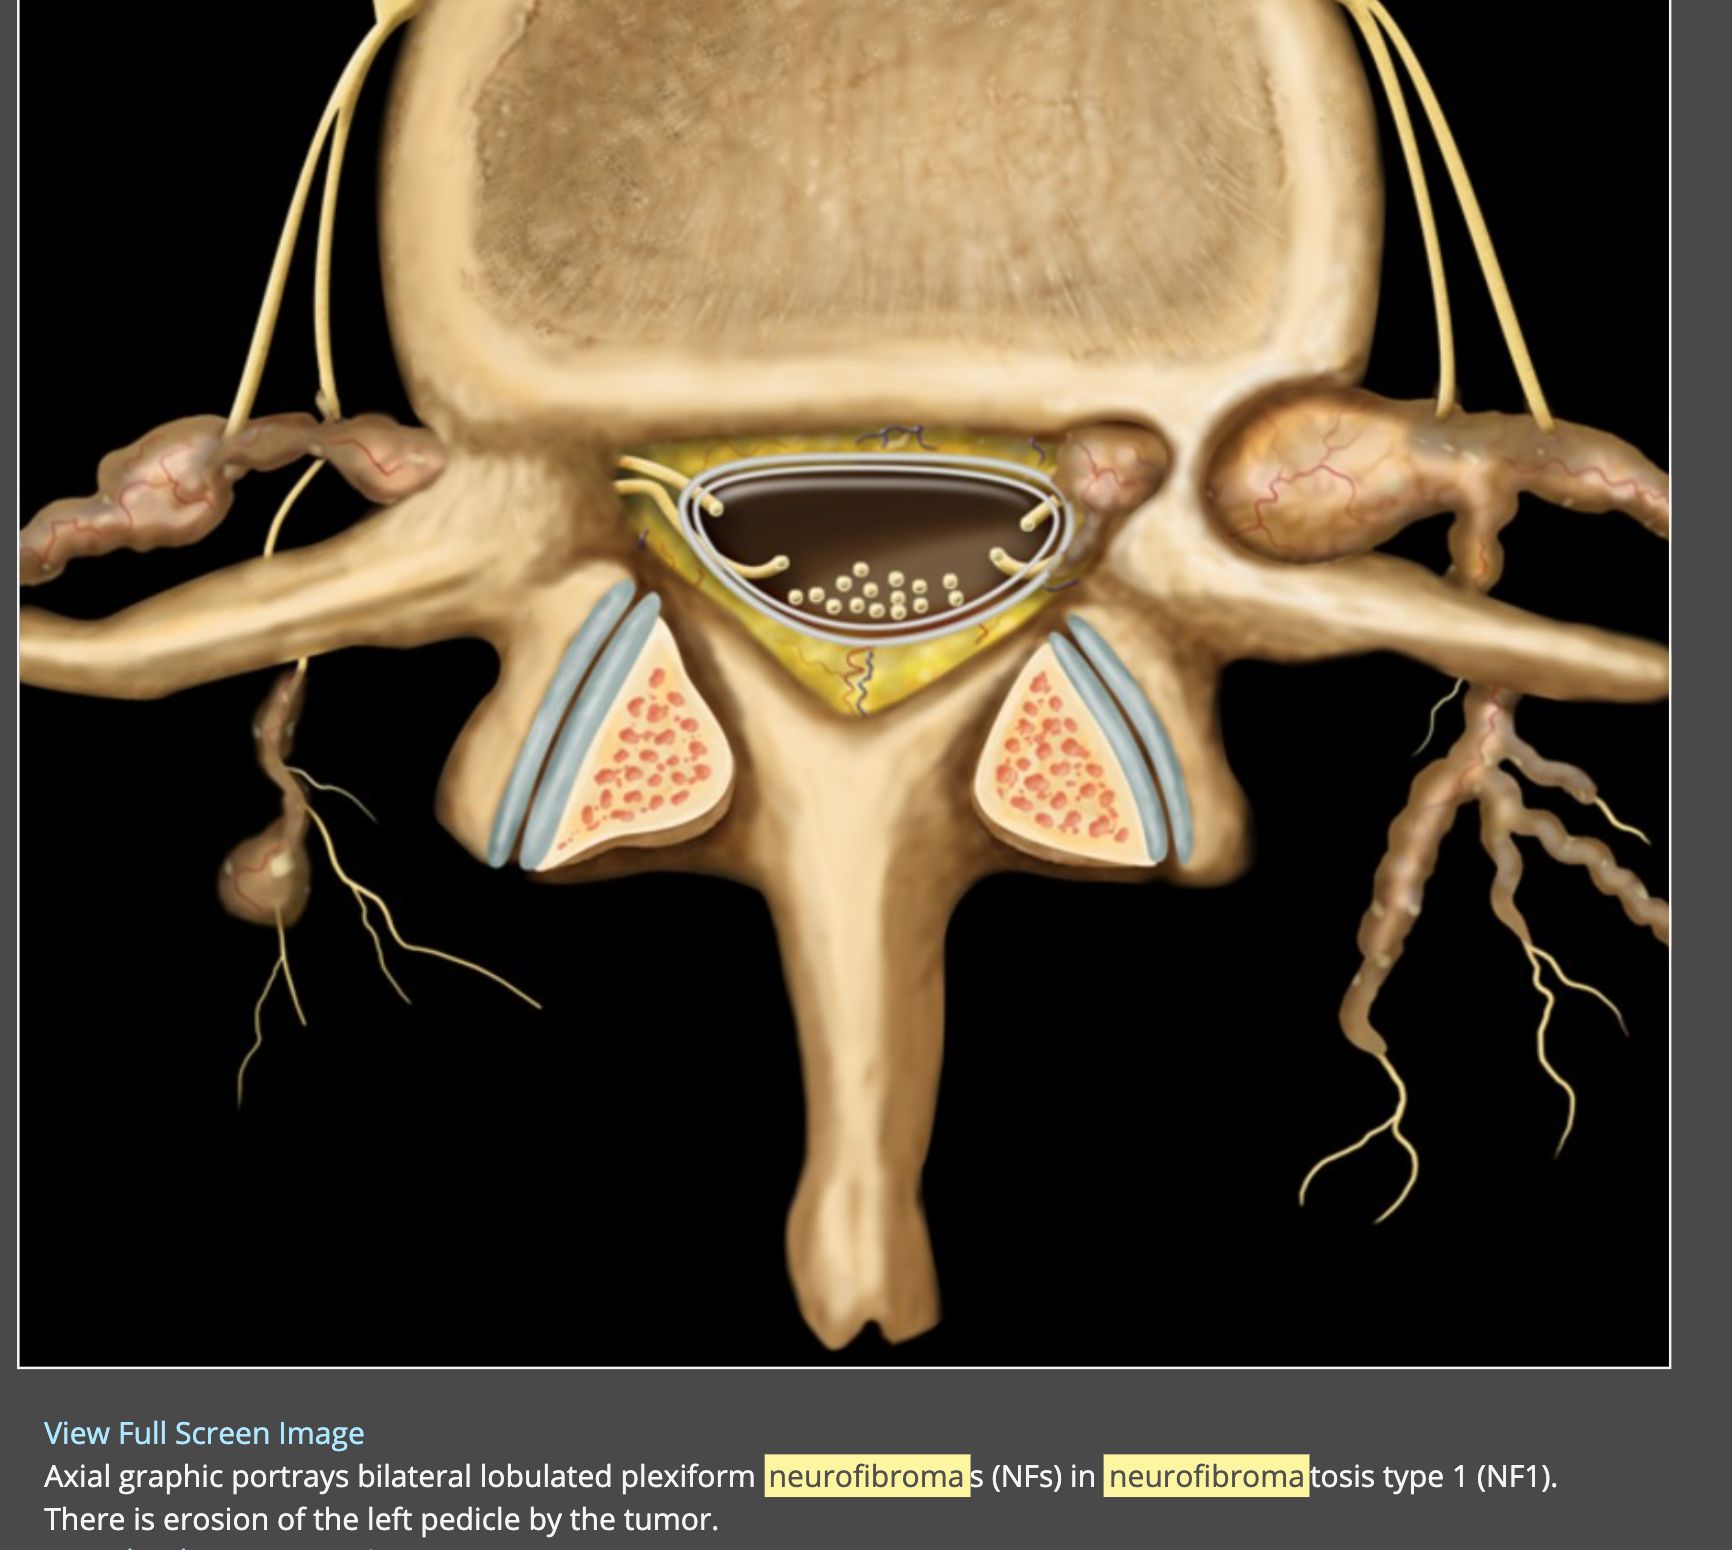 View Full Screen Image
Axial graphic portrays bilateral lobulated plexiform neurofibromas (NFs) in neurofibromatosis type 1 (NF1).
There is erosion of the left pedicle by the tumor.